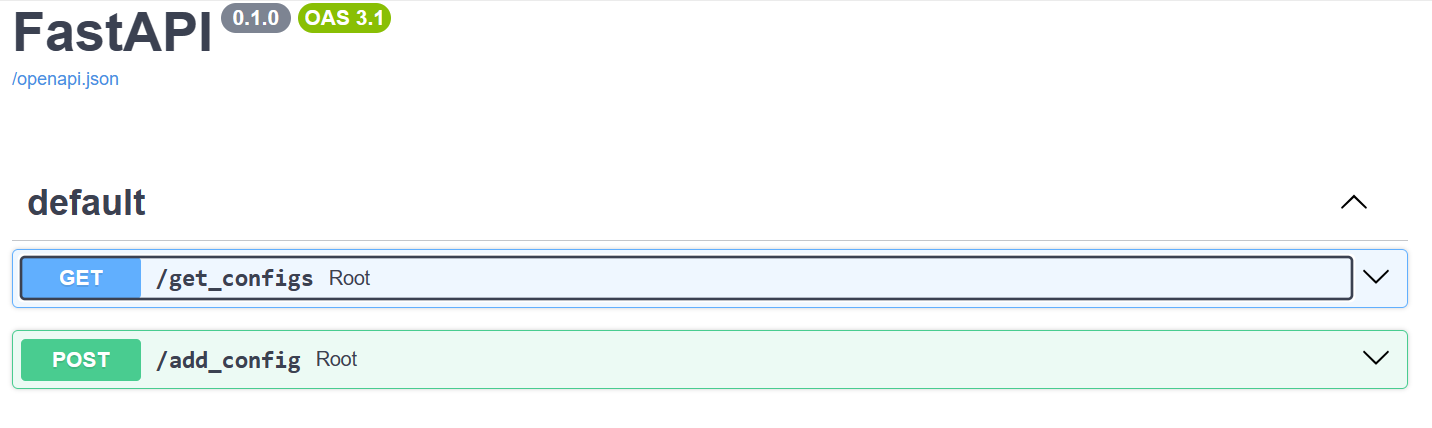 FastAPI 0.1.0 OAS 3.1
/openapi.json
default
GET /get_configs Root
POST /add_config Root